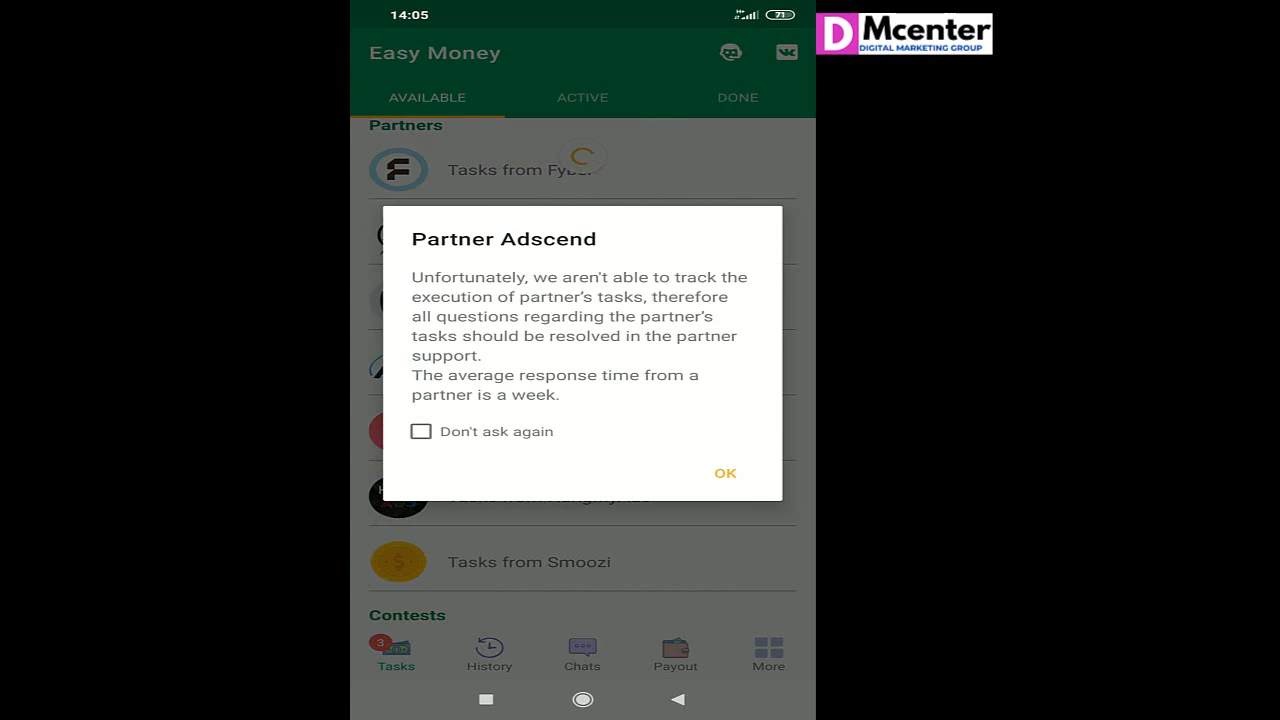 14:05
71
D Mcenter
DIGITAL MARKETING GROUP
Easy Money
AVAILABLE
ACTIVE
DONE
Partners
Tasks from Fyber
Partner Adscend
Unfortunately, we aren't able to track the
execution of partner's tasks, therefore
all questions regarding the partner's
tasks should be resolved in the partner
support.
The average response time from a
partner is a week.
Don't ask again
OK
Tasks from Smoozi
Contests
3
Tasks
History
Chats
Payout
More